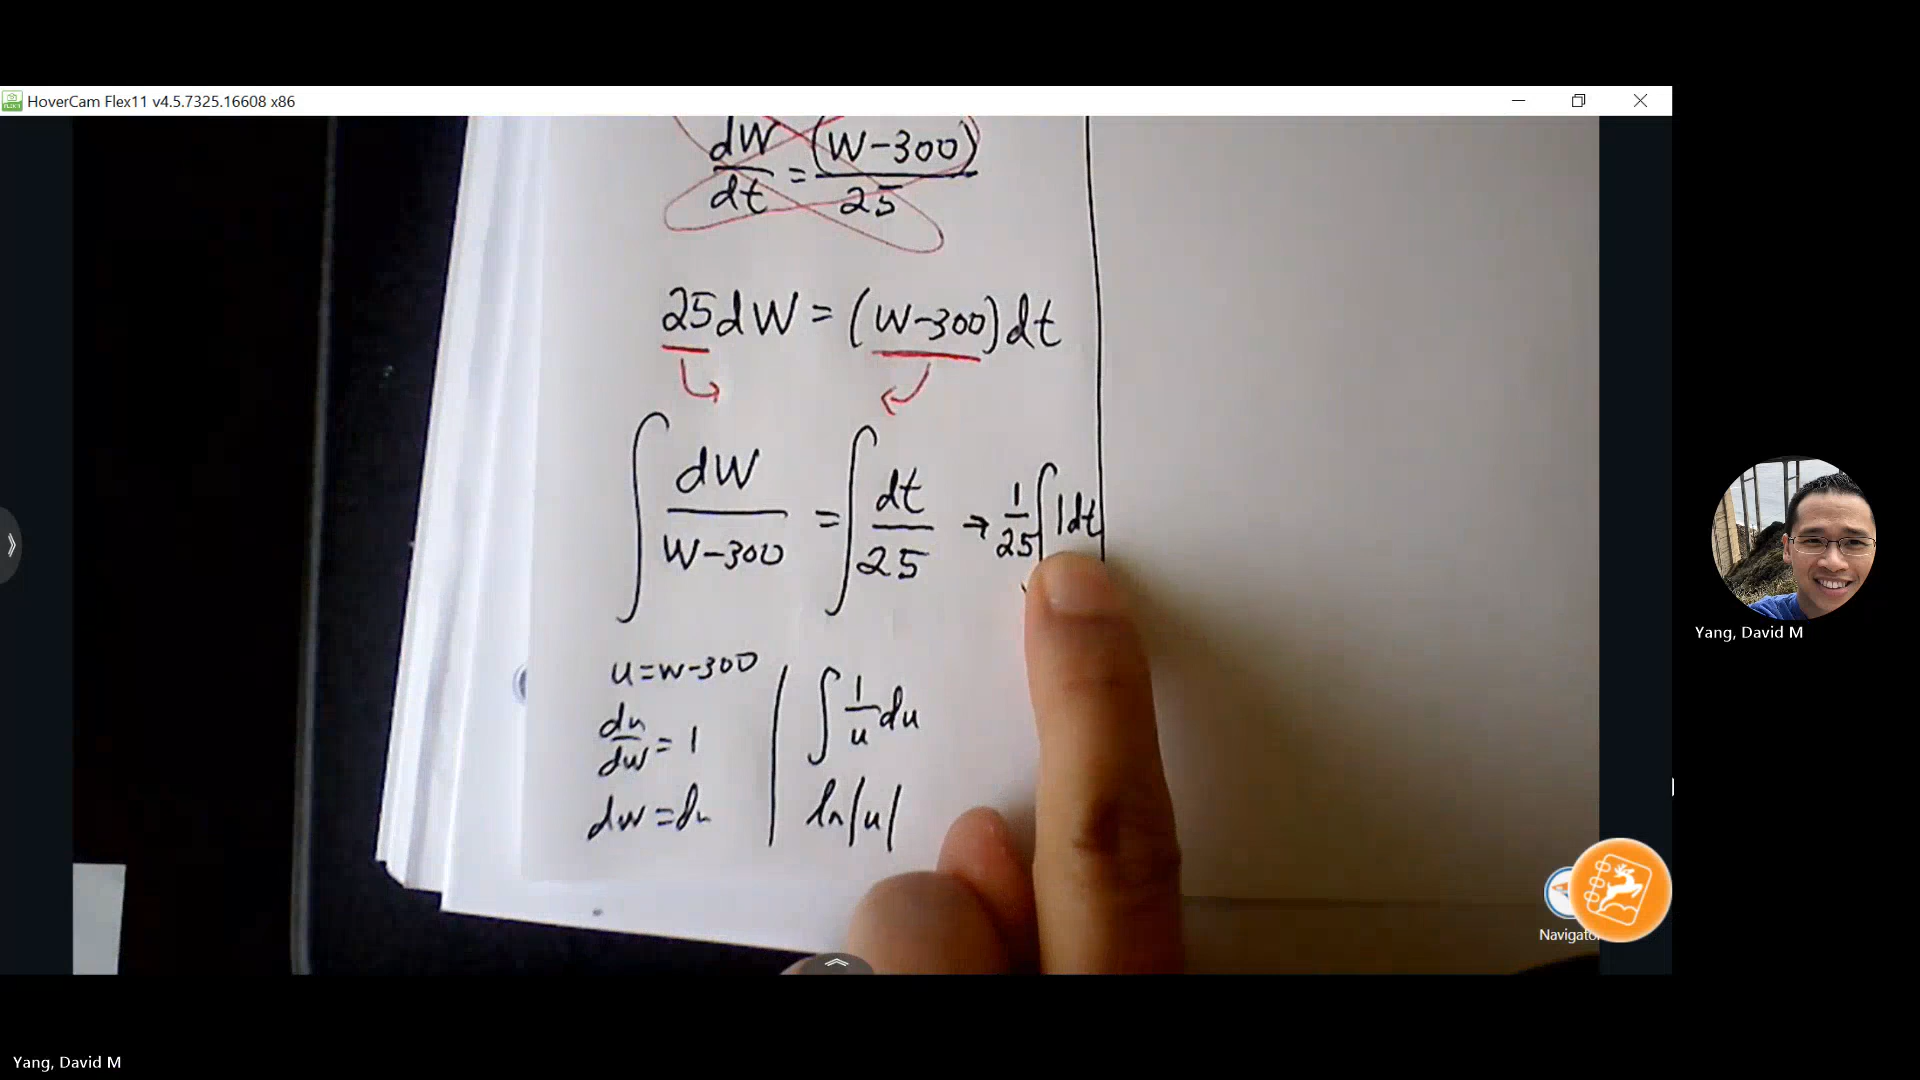 HoverCam Flex11 v4.5.7325.16608 x86
dW/dt = (W-300)/25
25dW = (W-300)dt
∫ dW/(W-300) = ∫ dt/25 → 1/25 ∫ 1dt
u=w-300
du/dw = 1
dw = du
∫ 1/u du
ln|u|
Navigato
Yang, David M
Yang, David M